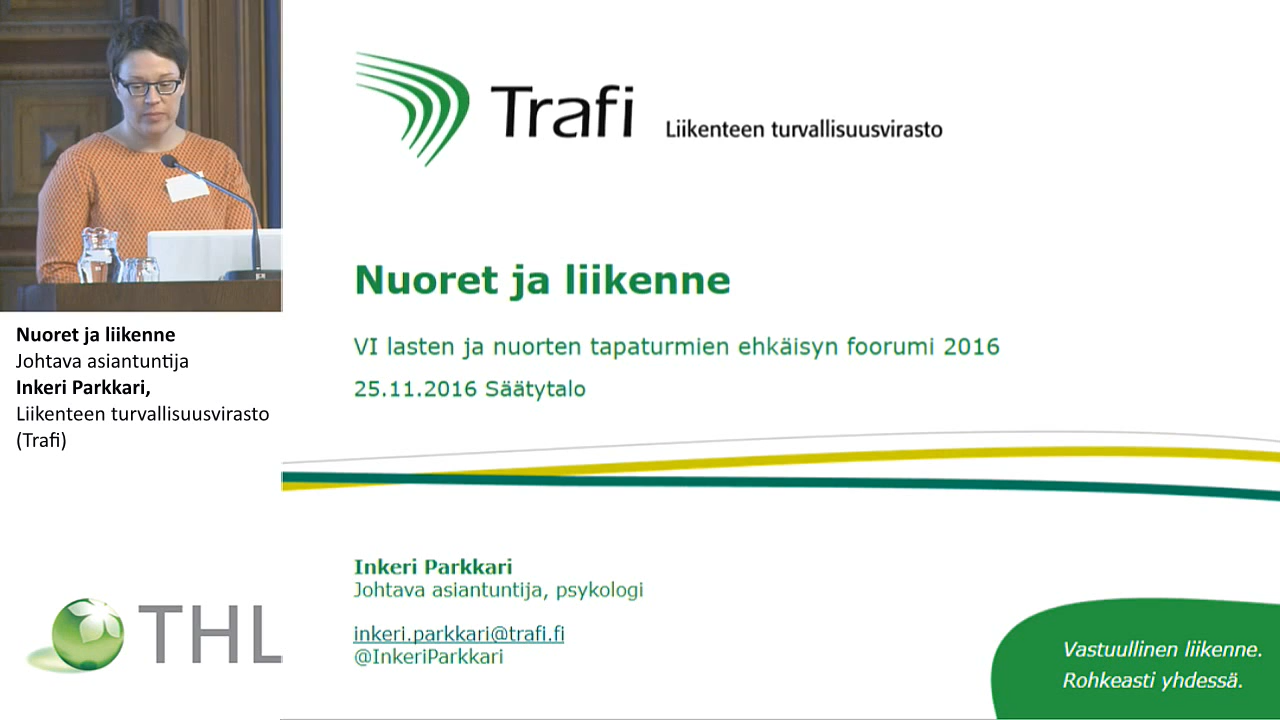 Trafi
Liikenteen turvallisuusvirasto
Nuoret ja liikenne
VI lasten ja nuorten tapaturmien ehkäisyn foorumi 2016
25.11.2016 Säätytalo
Nuoret ja liikenne
Johtava asiantuntija
Inkeri Parkkari,
Liikenteen turvallisuusvirasto
(Trafi)
Inkeri Parkkari
Johtava asiantuntija, psykologi
inkeri.parkkari@trafi.fi
@InkeriParkkari
THL
Vastuullinen liikenne.
Rohkeasti yhdessä.